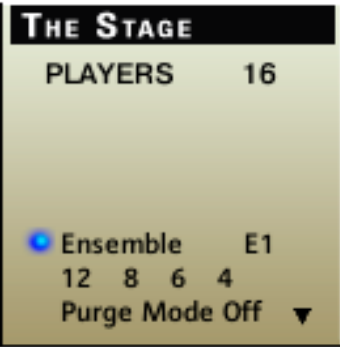 THE STAGE
PLAYERS 16
Ensemble E1
12 8 6 4
Purge Mode Off ▼